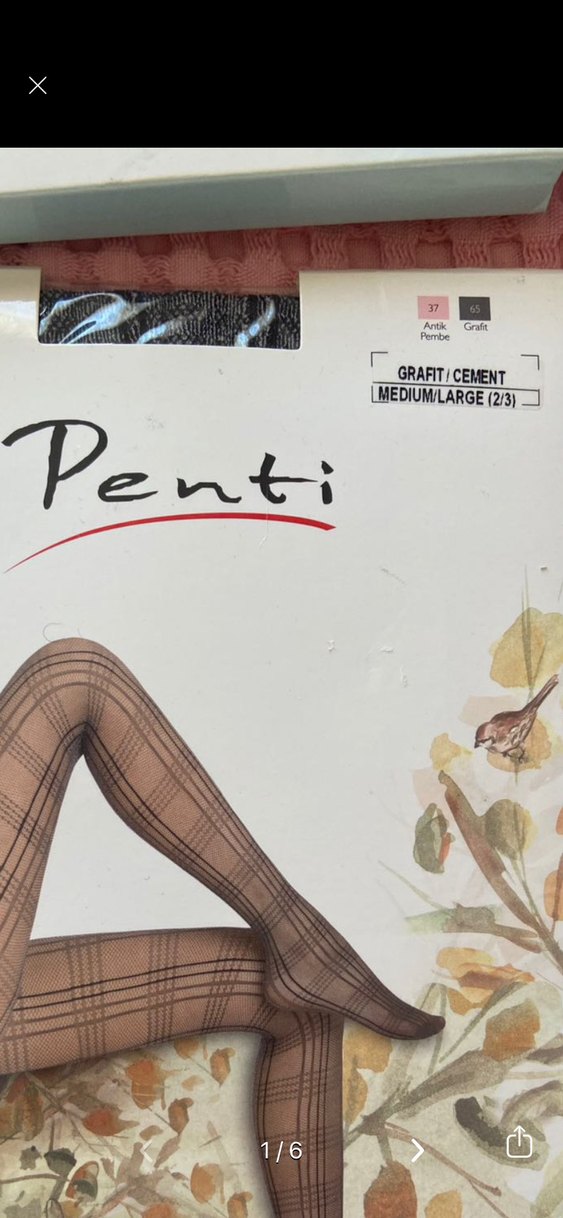 37
65
Antik
Pembe
Grafit
GRAFIT / CEMENT
MEDIUM/LARGE (2/3)
Penti
1 / 6